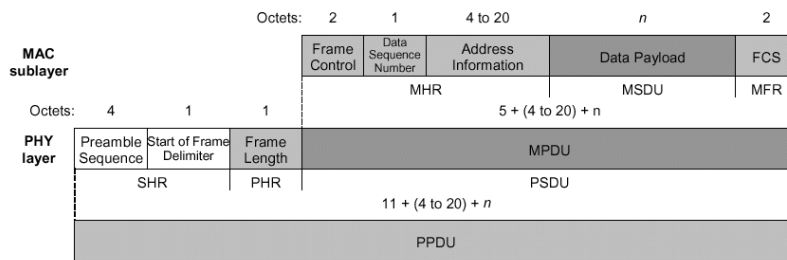 Octets: 2 1 4 to 20 n 2
MAC sublayer
Frame Control
Data Sequence Number
Address Information
Data Payload
FCS
MHR MSDU MFR
Octets: 4 1 1 5 + (4 to 20) + n
PHY layer
Preamble Sequence
Start of Frame Delimiter
Frame Length
MPDU
SHR PHR PSDU
11 + (4 to 20) + n
PPDU